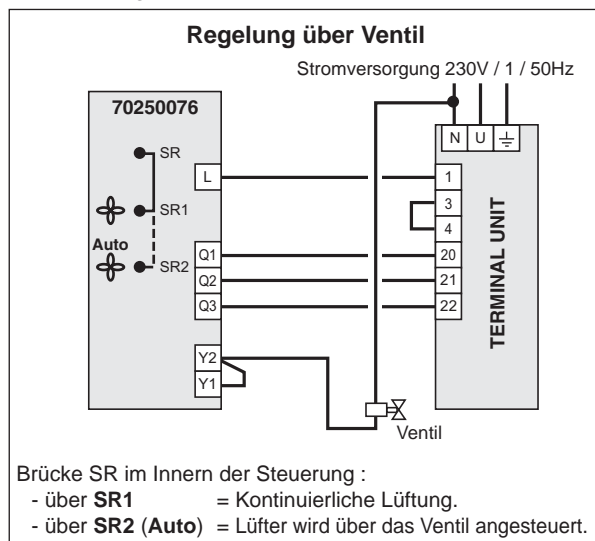 Regelung über Ventil
Stromversorgung 230V / 1 / 50Hz
70250076
N U
SR
L
1
3
SR1
4
Auto
Q1
20
SR2
Q2
21
Q3
22
TERMINAL UNIT
Y2
Y1
Ventil
Brücke SR im Innern der Steuerung :
- über SR1 = Kontinuierliche Lüftung.
- über SR2 (Auto) = Lüfter wird über das Ventil angesteuert.